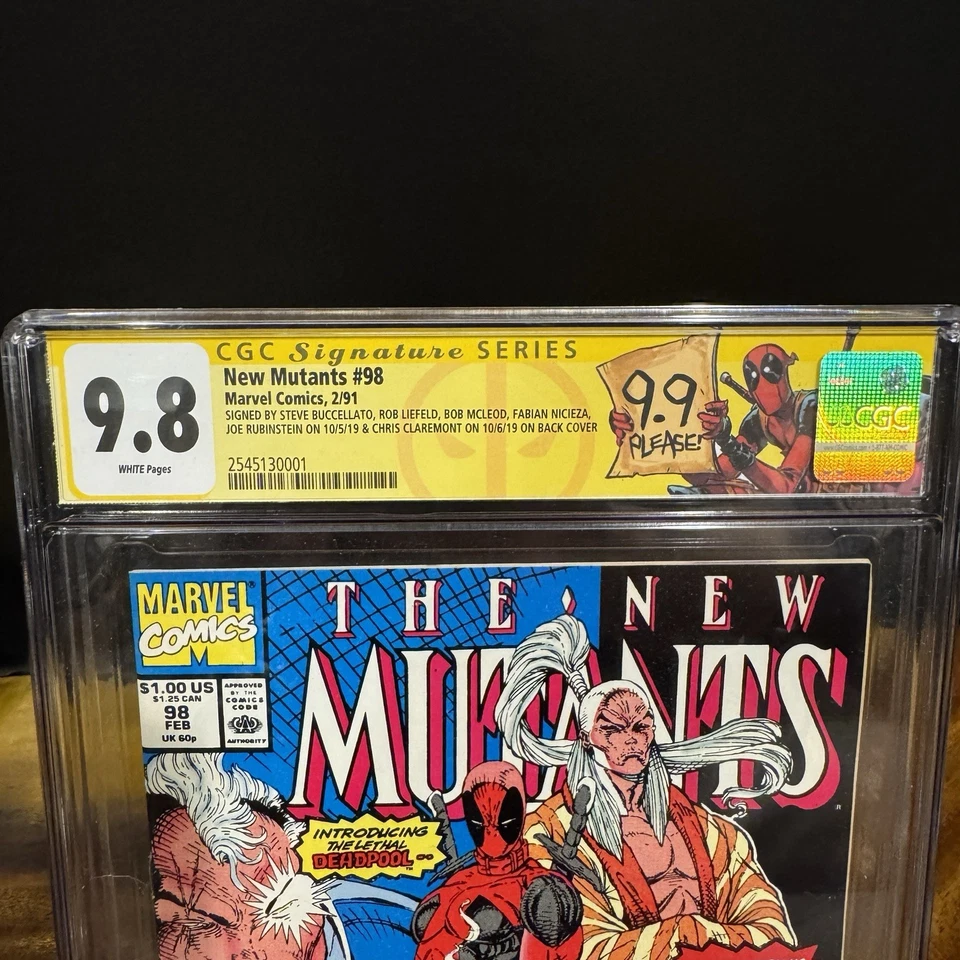 CGC Signature SERIES
9.8
WHITE Pages
New Mutants #98
Marvel Comics, 2/91
SIGNED BY STEVE BUCCELLATO, ROB LIEFELD, BOB MCLEOD, FABIAN NICIEZA,
JOE RUBINSTEIN ON 10/5/19 & CHRIS CLAREMONT ON 10/6/19 ON BACK COVER
2545130001
9.9
PLEASE!
CGC
MARVEL
COMICS
$1.00 US
$1.25 CAN
98
FEB
UK 60p
APPROVED
BY THE
COMICS
CODE
AUTHORITY
THE NEW
MUTANTS
INTRODUCING
THE LETHAL
DEADPOOL